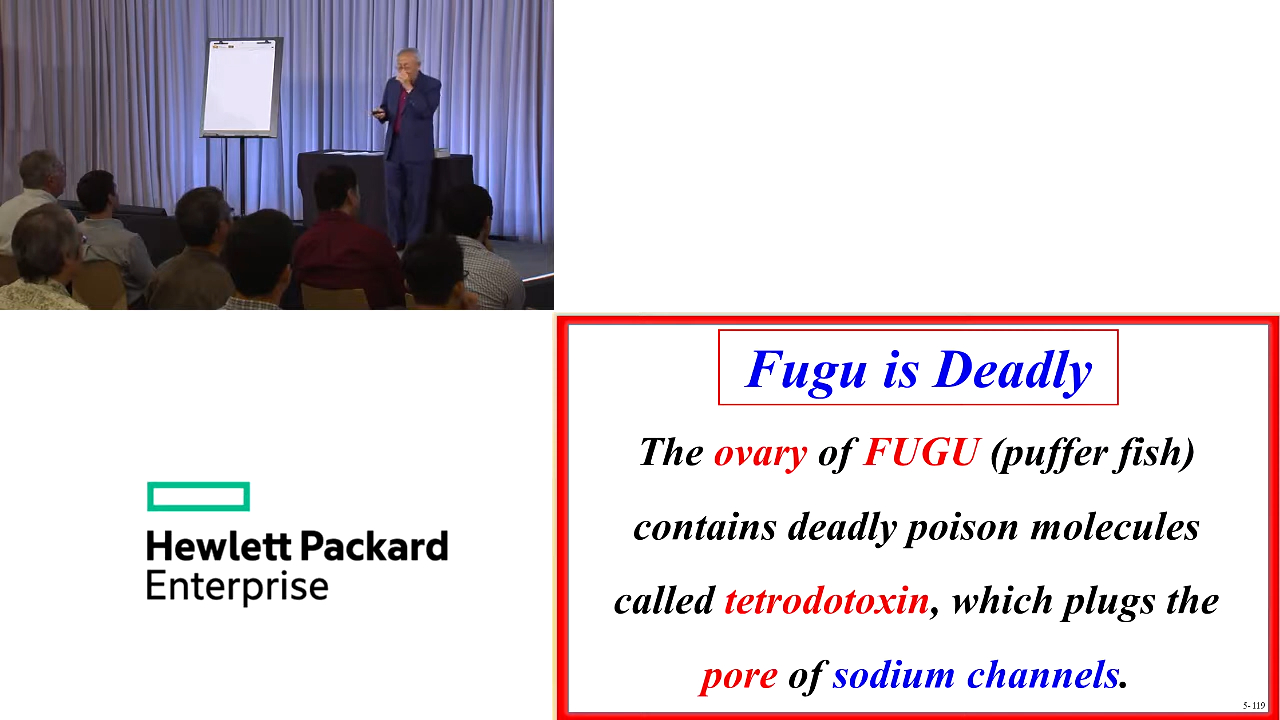 Hewlett Packard
Enterprise
Fugu is Deadly
The ovary of FUGU (puffer fish)
contains deadly poison molecules
called tetrodotoxin, which plugs the
pore of sodium channels.
5-119